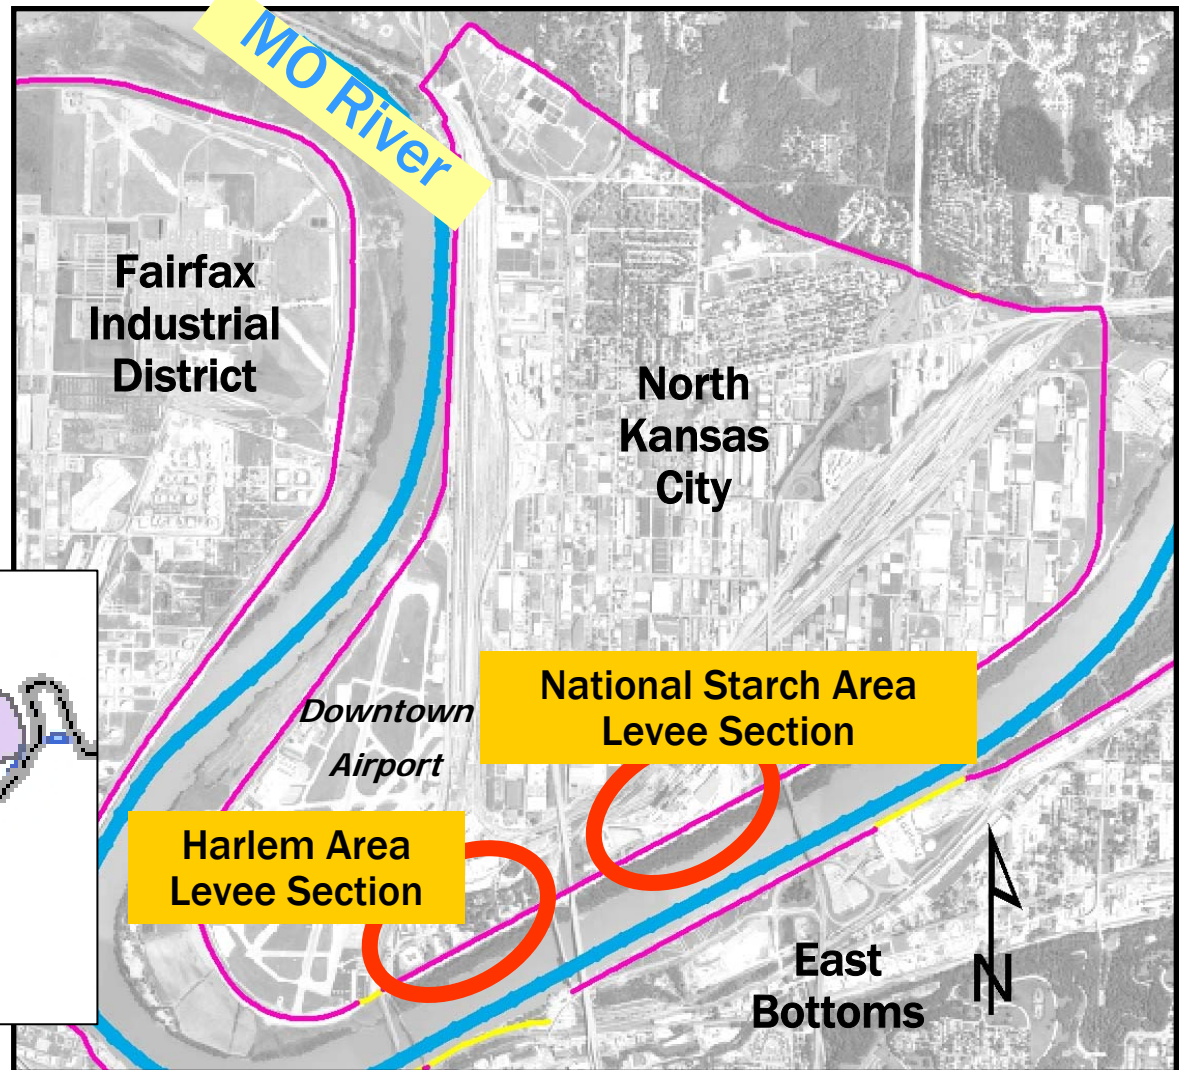 MO River
Fairfax
Industrial
District
North
Kansas
City
National Starch Area
Levee Section
Downtown
Airport
Harlem Area
Levee Section
East
Bottoms
N